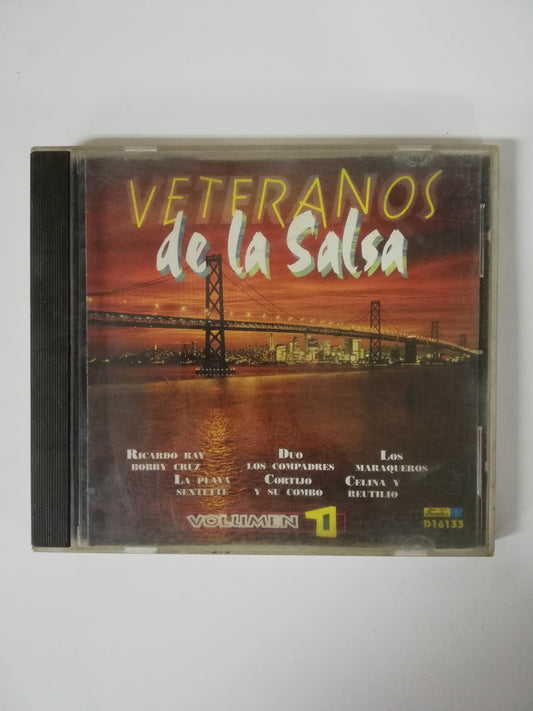 VETERANOS
de la Salsa
RICARDO RAY
BOBBY CRUZ
DUO
LOS COMPADRES
LOS
MARAQUEROS
LA PLAYA
SEXTETTE
CORTIJO
Y SU COMBO
CELINA Y
REUTILIO
VOLUMEN 1
D16133